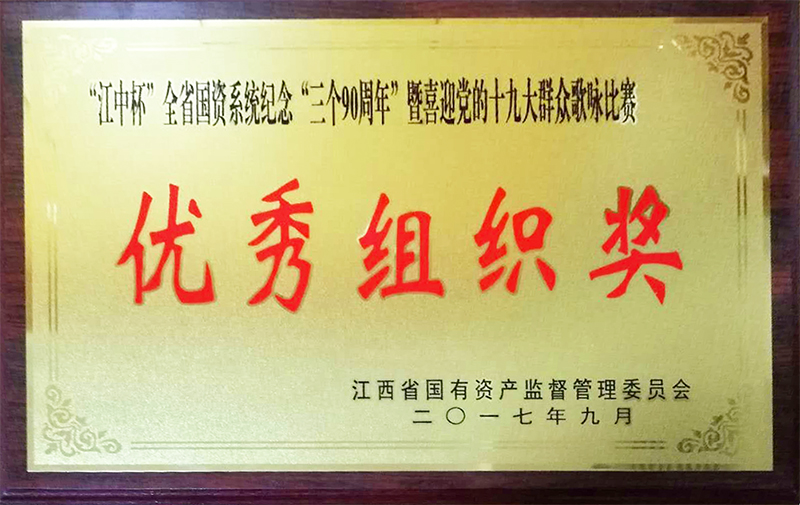 “江中杯”全省国资系统纪念“三个90周年”暨喜迎党的十九大群众歌咏比赛
优秀组织奖
江西省国有资产监督管理委员会
二〇一七年九月